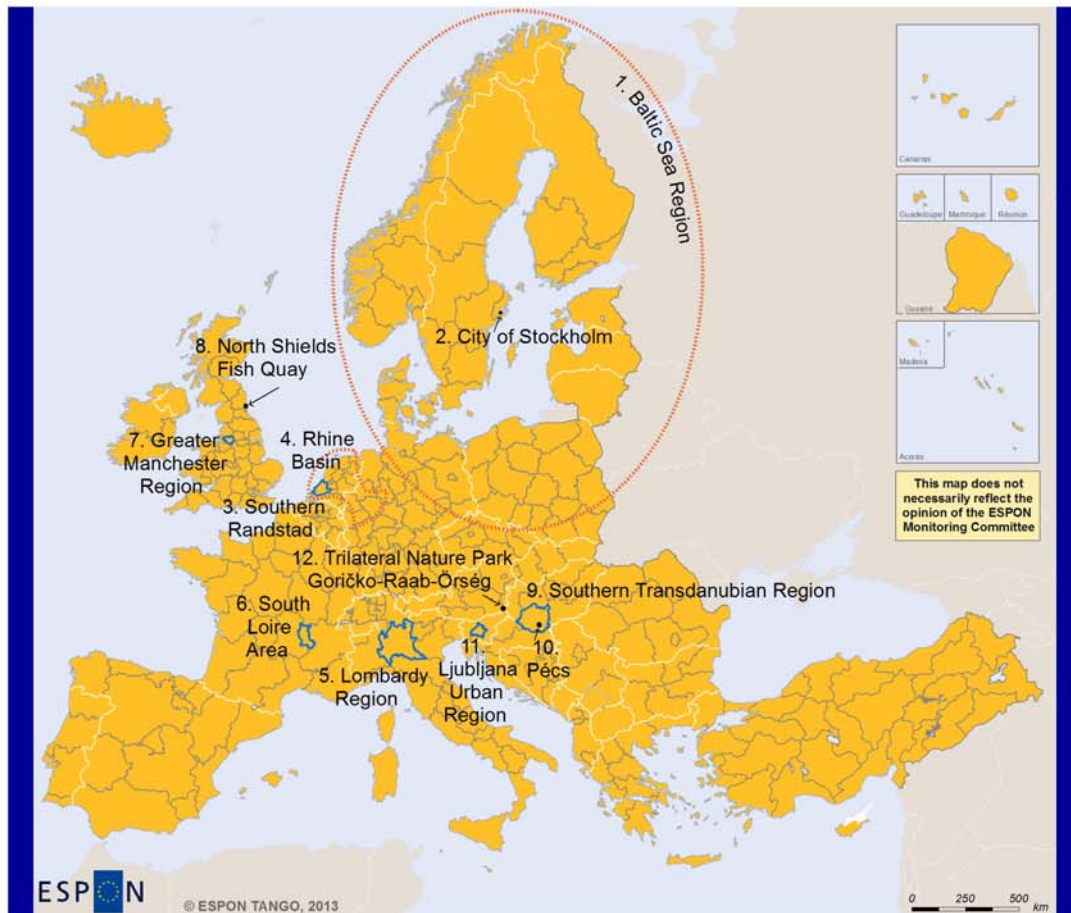 1. Baltic Sea Region
2. City of Stockholm
8. North Shields
Fish Quay
7. Greater
Manchester
Region
4. Rhine
Basin
3. Southern
Randstad
12. Trilateral Nature Park
Goričko-Raab-Örség
9. Southern Transdanubian Region
6. South
Loire
Area
10.
Pécs
11.
Ljubljana
Urban
Region
5. Lombardy
Region
Canarias
Guadeloupe Martinique Réunion
Guyane
Madeira
Acores
This map does not
necessarily reflect the
opinion of the ESPON
Monitoring Committee
ESPON
© ESPON TANGO, 2013
0 250 500
km